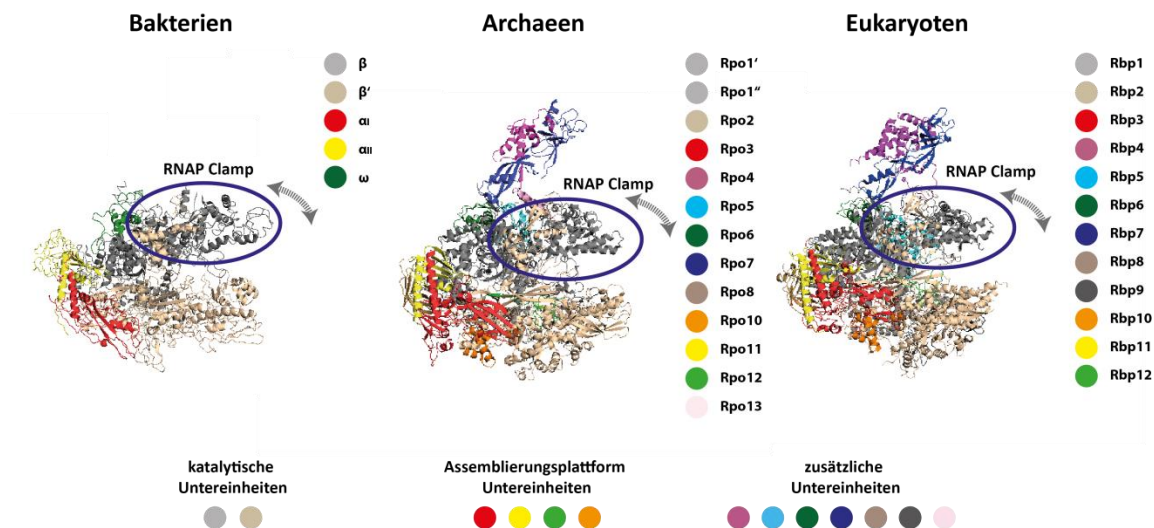 Bakterien
β
β'
αI
αII
ω
RNAP Clamp
Archaeen
Rpo1'
Rpo1"
Rpo2
Rpo3
Rpo4
Rpo5
Rpo6
Rpo7
Rpo8
Rpo10
Rpo11
Rpo12
Rpo13
RNAP Clamp
Eukaryoten
Rbp1
Rbp2
Rbp3
Rbp4
Rbp5
Rbp6
Rbp7
Rbp8
Rbp9
Rbp10
Rbp11
Rbp12
RNAP Clamp
katalytische
Untereinheiten
Assemblierungsplattform
Untereinheiten
zusätzliche
Untereinheiten